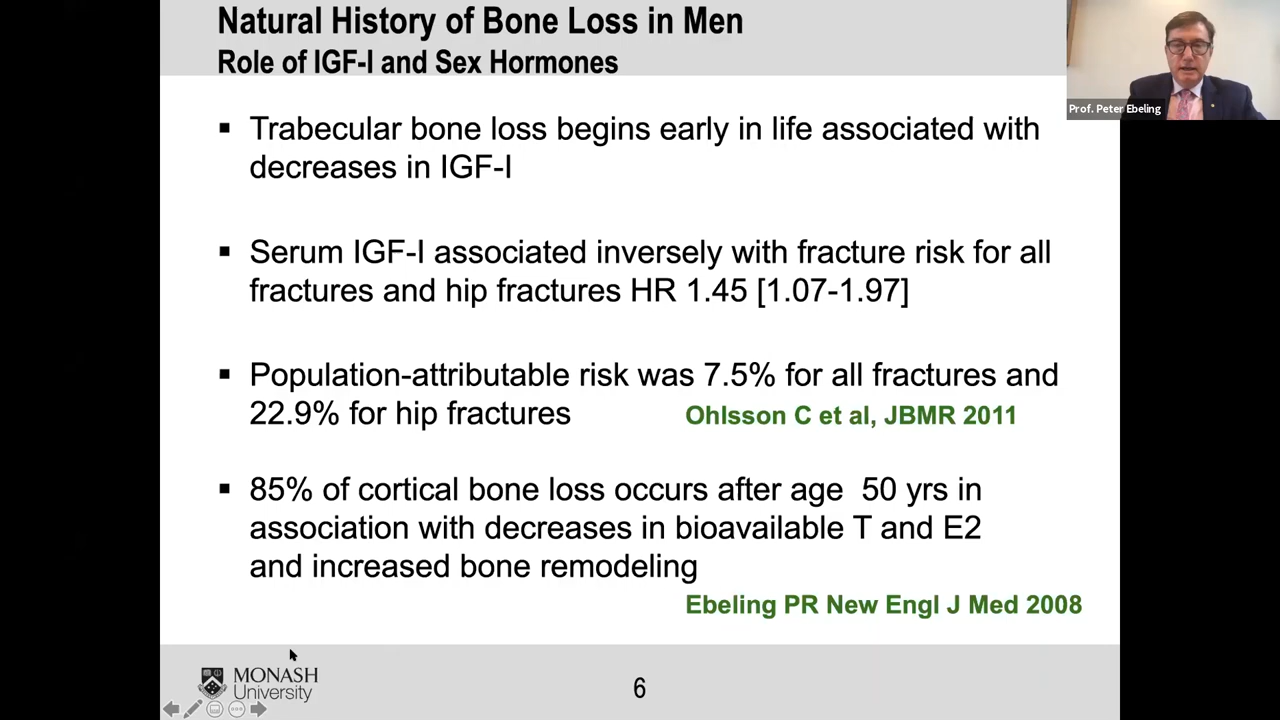 Natural History of Bone Loss in Men
Role of IGF-I and Sex Hormones
Prof. Peter Ebeling
▪ Trabecular bone loss begins early in life associated with
decreases in IGF-I
▪ Serum IGF-I associated inversely with fracture risk for all
fractures and hip fractures HR 1.45 [1.07-1.97]
▪ Population-attributable risk was 7.5% for all fractures and
22.9% for hip fractures
Ohlsson C et al, JBMR 2011
▪ 85% of cortical bone loss occurs after age 50 yrs in
association with decreases in bioavailable T and E2
and increased bone remodeling
Ebeling PR New Engl J Med 2008
MONASH
University
6